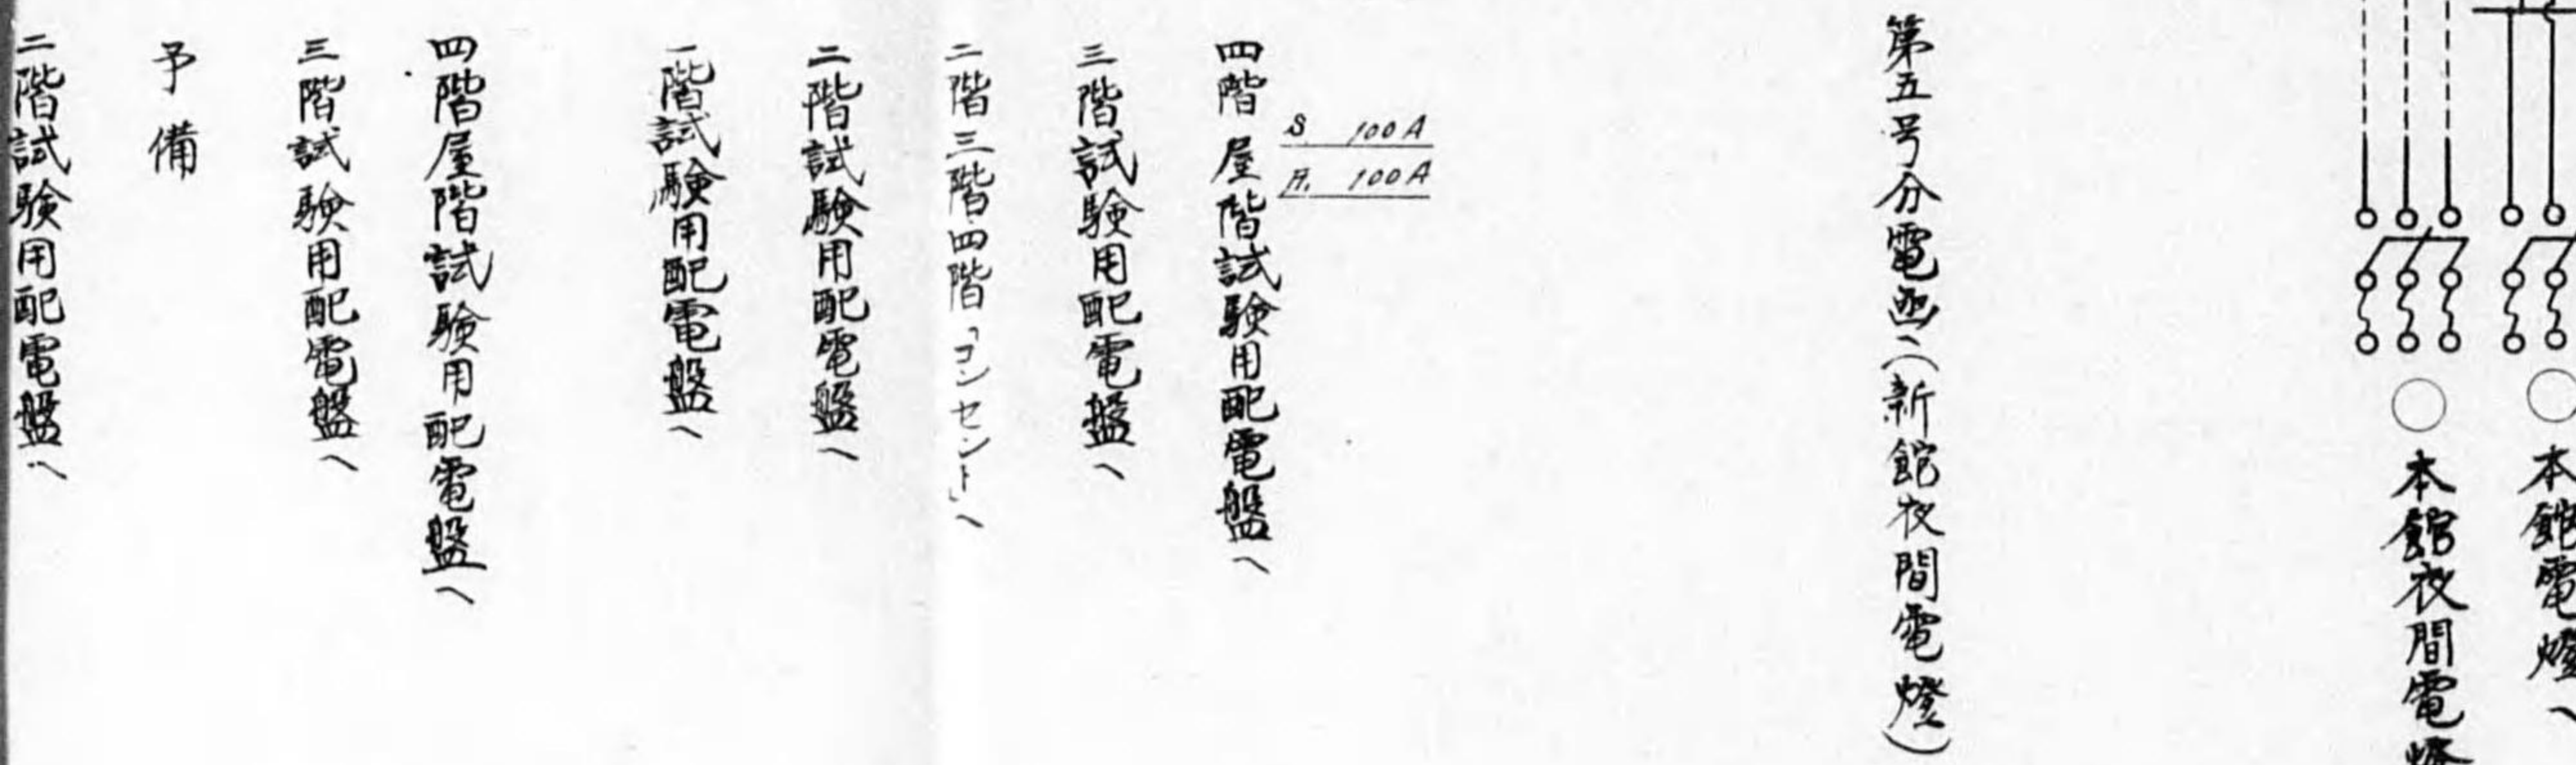 本館電燈へ
本館夜間電燈
第五号分電函へ(新館夜間電燈)
S 100A
A. 100A
四階屋階試験用配電盤へ
三階試験用配電盤へ
二階三階四階「コンセント」へ
二階試験用配電盤へ
一階試験用配電盤へ
四階屋階試験用配電盤へ
三階試験用配電盤へ
予備
二階試験用配電盤へ